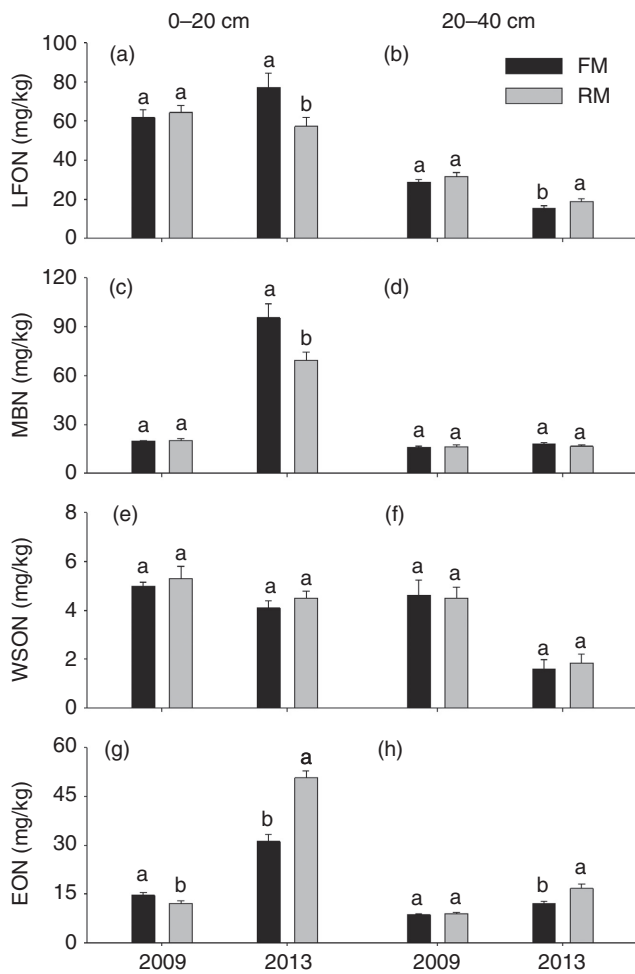 0–20 cm 20–40 cm
(a) (b)
FM
RM
LFON (mg/kg)
100
80
60
40
20
0
a a a b a a b a
(c) (d)
MBN (mg/kg)
120
90
60
30
0
a a a b a a a a
(e) (f)
WSON (mg/kg)
8
6
4
2
0
a a a a a a a a
(g) (h)
EON (mg/kg)
60
45
30
15
0
a b b a a a b a
2009 2013 2009 2013